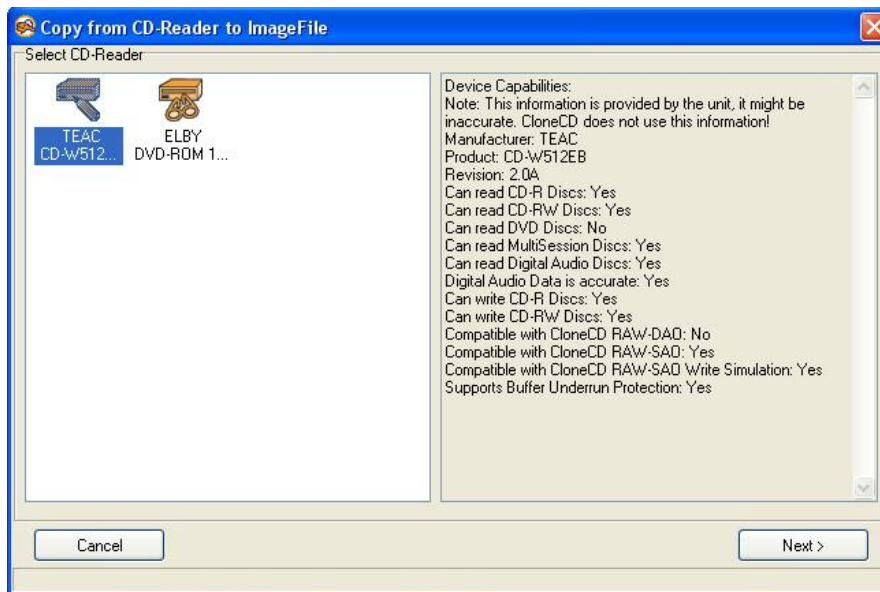 Copy from CD-Reader to ImageFile
Select CD-Reader
TEAC
CD-W512...
ELBY
DVD-ROM 1...
Device Capabilities:
Note: This information is provided by the unit, it might be
inaccurate. CloneCD does not use this information!
Manufacturer: TEAC
Product: CD-W512EB
Revision: 2.0A
Can read CD-R Discs: Yes
Can read CD-RW Discs: Yes
Can read DVD Discs: No
Can read MultiSession Discs: Yes
Can read Digital Audio Discs: Yes
Digital Audio Data is accurate: Yes
Can write CD-R Discs: Yes
Can write CD-RW Discs: Yes
Compatible with CloneCD RAW-DAO: No
Compatible with CloneCD RAW-SAO: Yes
Compatible with CloneCD RAW-SAO Write Simulation: Yes
Supports Buffer Underrun Protection: Yes
Cancel
Next >